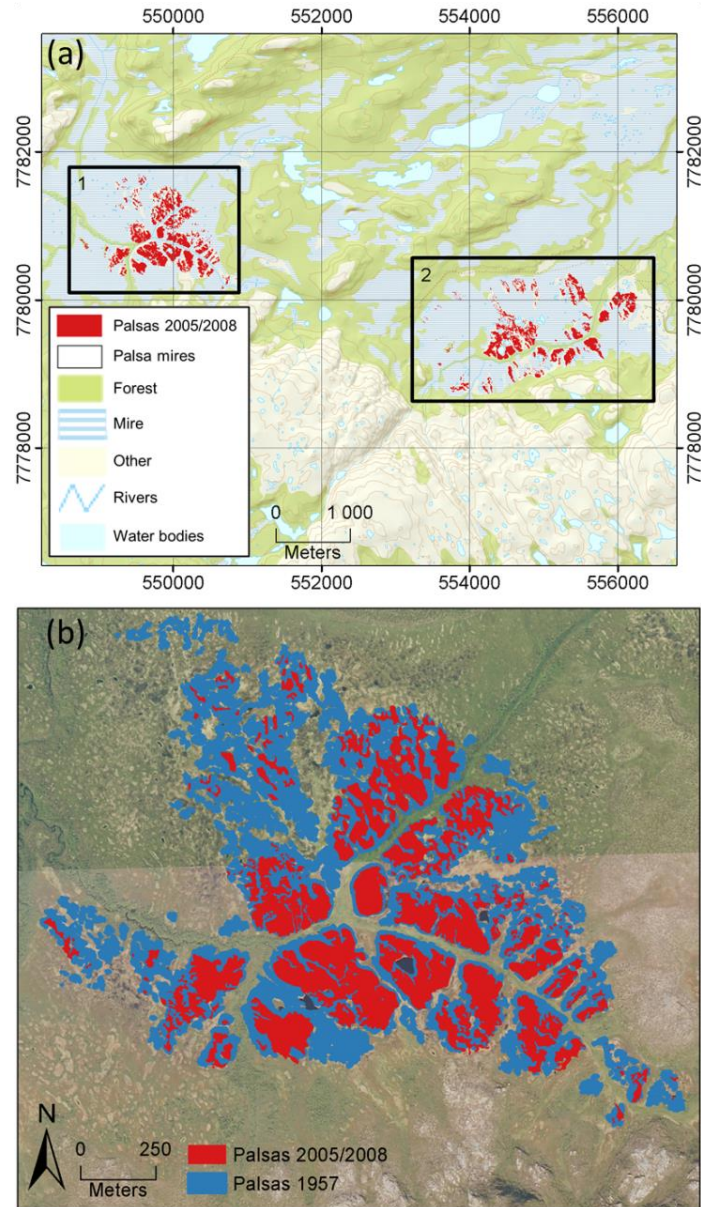 (a)
550000 552000 554000 556000
7782000 7782000
1
2
7780000 7780000
Palsas 2005/2008
Palsa mires
Forest
Mire
Other
Rivers
Water bodies
7778000 7778000
0 1 000
Meters
550000 552000 554000 556000
(b)
N
0 250
Meters
Palsas 2005/2008
Palsas 1957